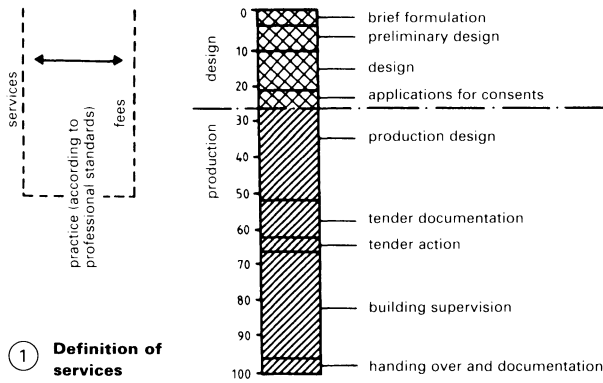 services
fees
practice (according to
professional standards)
1 Definition of
services
design
production
0
10
20
30
40
50
60
70
80
90
100
brief formulation
preliminary design
design
applications for consents
production design
tender documentation
tender action
building supervision
handing over and documentation